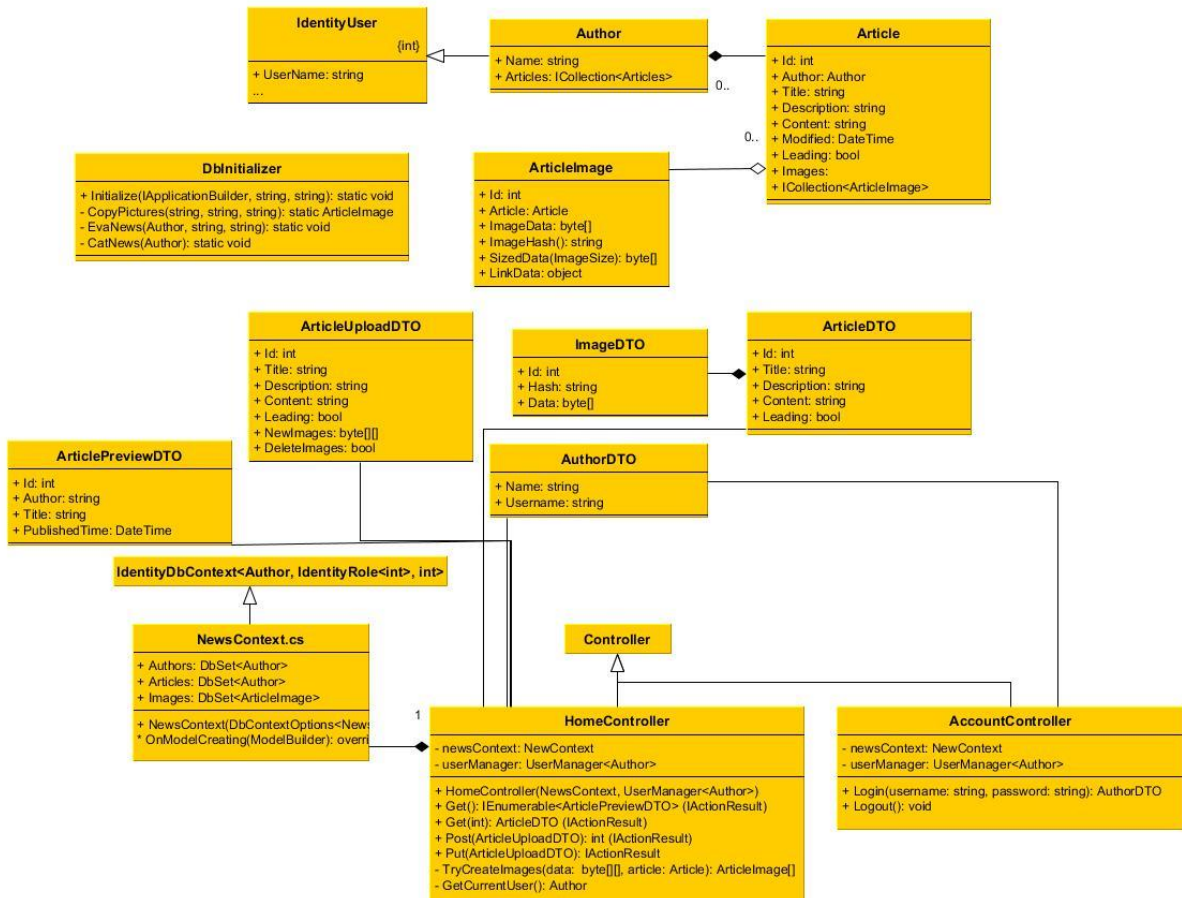 IdentityUser
{int}
+ UserName: string
...
Author
+ Name: string
+ Articles: ICollection<Articles>
0..
Article
+ Id: int
+ Author: Author
+ Title: string
+ Description: string
+ Content: string
+ Modified: DateTime
+ Leading: bool
+ Images:
+ ICollection<ArticleImage>
0..
DbInitializer
+ Initialize(IApplicationBuilder, string, string): static void
- CopyPictures(string, string, string): static ArticleImage
- EvaNews(Author, string, string): static void
- CatNews(Author): static void
ArticleImage
+ Id: int
+ Article: Article
+ ImageData: byte[]
+ ImageHash(): string
+ SizedData(ImageSize): byte[]
+ LinkData: object
ArticleUploadDTO
+ Id: int
+ Title: string
+ Description: string
+ Content: string
+ Leading: bool
+ NewImages: byte[][]
+ DeleteImages: bool
ImageDTO
+ Id: int
+ Hash: string
+ Data: byte[]
ArticleDTO
+ Id: int
+ Title: string
+ Description: string
+ Content: string
+ Leading: bool
ArticlePreviewDTO
+ Id: int
+ Author: string
+ Title: string
+ PublishedTime: DateTime
AuthorDTO
+ Name: string
+ Username: string
IdentityDbContext<Author, IdentityRole<int>, int>
NewsContext.cs
+ Authors: DbSet<Author>
+ Articles: DbSet<Author>
+ Images: DbSet<ArticleImage>
+ NewsContext(DbContextOptions<News
* OnModelCreating(ModelBuilder): overri
Controller
1
HomeController
- newsContext: NewContext
- userManager: UserManager<Author>
+ HomeController(NewsContext, UserManager<Author>)
+ Get(): IEnumerable<ArticlePreviewDTO> (IActionResult)
+ Get(int): ArticleDTO (IActionResult)
+ Post(ArticleUploadDTO): int (IActionResult)
+ Put(ArticleUploadDTO): IActionResult
- TryCreateImages(data: byte[][], article: Article): ArticleImage[]
- GetCurrentUser(): Author
AccountController
- newsContext: NewContext
- userManager: UserManager<Author>
+ Login(username: string, password: string): AuthorDTO
+ Logout(): void